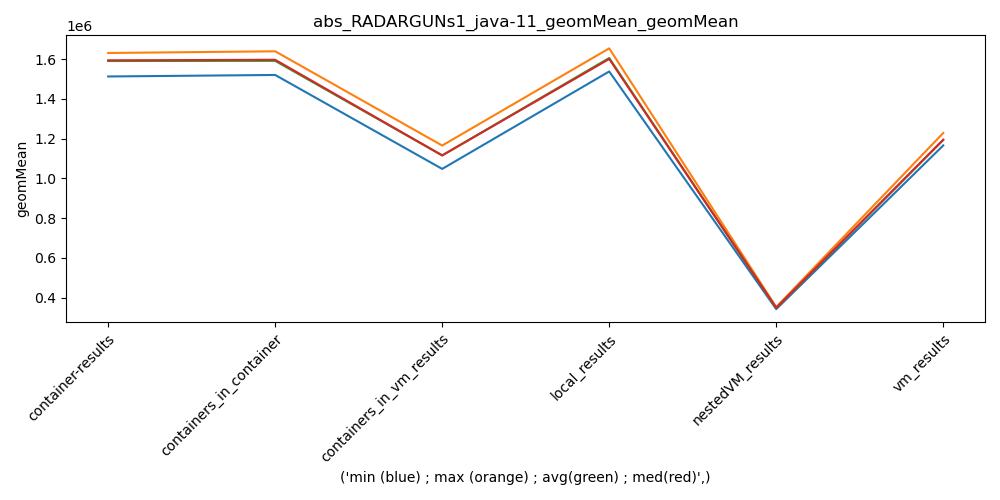 abs_RADARGUNs1_java-11_geomMean_geomMean
1e6
1.6
1.4
1.2
1.0
0.8
0.6
0.4
geomMean
container-results
containers_in_container
containers_in_vm_results
local_results
nestedVM_results
vm_results
('min (blue) ; max (orange) ; avg(green) ; med(red)',)